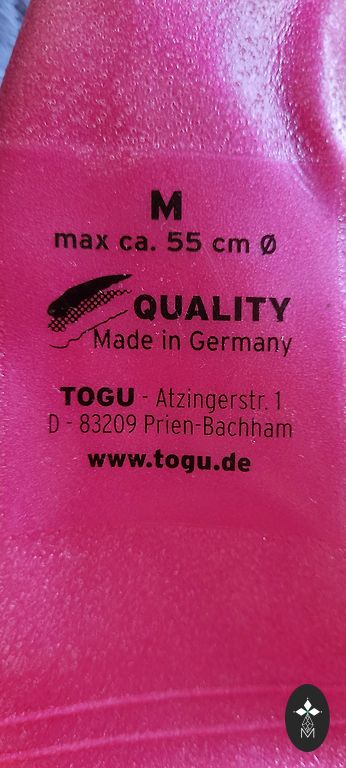 M
max ca. 55 cm Ø
QUALITY
Made in Germany
TOGU - Atzingerstr. 1
D - 83209 Prien-Bachham
www.togu.de
M